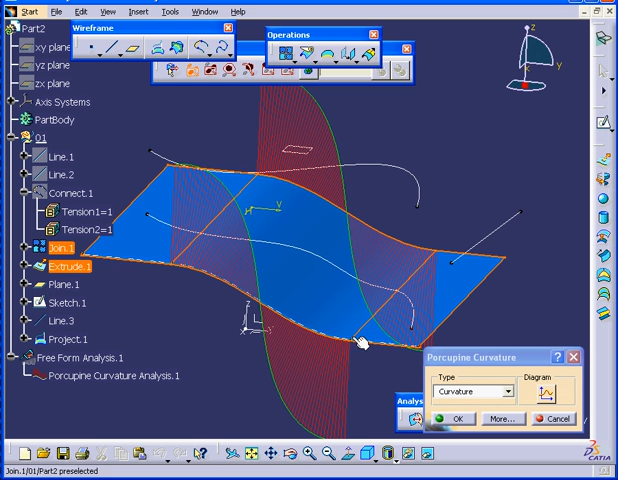 Start File Edit View Insert Tools Window Help
Part2
Wireframe
Operations
xy plane
yz plane
zx plane
Axis Systems
PartBody
01
Line.1
Line.2
Connect.1
Tension1=1
Tension2=1
Join.1
Extrude.1
Plane.1
Sketch.1
Line.3
Project.1
Free Form Analysis.1
Porcupine Curvature Analysis.1
z
y
x
H
V
Z
X
Y
Porcupine Curvature
Type
Diagram
Curvature
OK
More...
Cancel
Analys
CATIA
Join.1/01/Part2 preselected